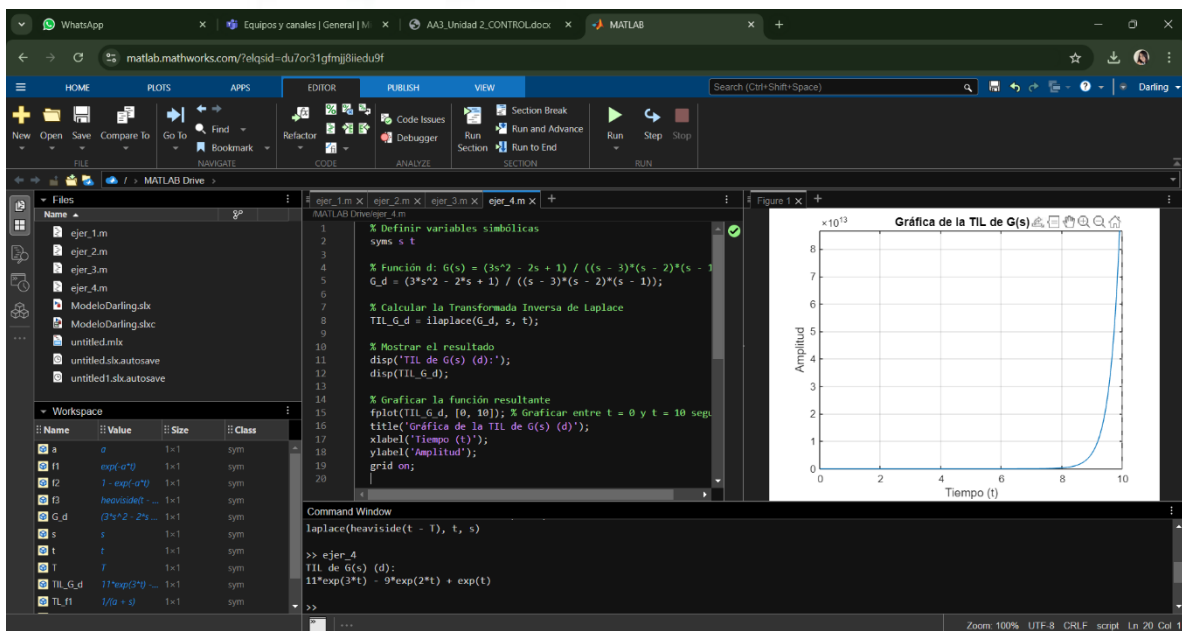 WhatsApp
Equipos y canales | General | Mi
AA3_Unidad 2_CONTROL.docx
MATLAB
matlab.mathworks.com/?elqsid=du7or31gfmjj8iiedu9f
HOME PLOTS APPS EDITOR PUBLISH VIEW
Search (Ctrl+Shift+Space)
Darling
New Open Save Compare To
FILE
Go To Find Bookmark
NAVIGATE
Refactor
CODE
Code Issues
Debugger
ANALYZE
Run Section
Section Break
Run and Advance
Run to End
SECTION
Run Step Stop
RUN
/ > MATLAB Drive >
Files
Name
ejer_1.m
ejer_2.m
ejer_3.m
ejer_4.m
ModeloDarling.slx
ModeloDarling.slxc
untitled.mlx
untitled.slx.autosave
untitled1.slx.autosave
Workspace
Name Value Size Class
a a 1×1 sym
f1 exp(-a*t) 1×1 sym
f2 1 - exp(-a*t) 1×1 sym
f3 heaviside(t - ... 1×1 sym
G_d (3*s^2 - 2*s ... 1×1 sym
s s 1×1 sym
t t 1×1 sym
T T 1×1 sym
TIL_G_d 11*exp(3*t) -... 1×1 sym
TL_f1 1/(a + s) 1×1 sym
ejer_1.m ejer_2.m ejer_3.m ejer_4.m
/MATLAB Drive/ejer_4.m
1 % Definir variables simbólicas
2 syms s t
3
4 % Función d: G(s) = (3s^2 - 2s + 1) / ((s - 3)*(s - 2)*(s - 1
5 G_d = (3*s^2 - 2*s + 1) / ((s - 3)*(s - 2)*(s - 1));
6
7 % Calcular la Transformada Inversa de Laplace
8 TIL_G_d = ilaplace(G_d, s, t);
9
10 % Mostrar el resultado
11 disp('TIL de G(s) (d):');
12 disp(TIL_G_d);
13
14 % Graficar la función resultante
15 fplot(TIL_G_d, [0, 10]); % Graficar entre t = 0 y t = 10 segu
16 title('Gráfica de la TIL de G(s) (d)');
17 xlabel('Tiempo (t)');
18 ylabel('Amplitud');
19 grid on;
20
Figure 1
×10^13
Gráfica de la TIL de G(s)
8
7
6
5
4
3
2
1
0
Amplitud
0 2 4 6 8 10
Tiempo (t)
Command Window
laplace(heaviside(t - T), t, s)
>> ejer_4
TIL de G(s) (d):
11*exp(3*t) - 9*exp(2*t) + exp(t)
>>
Zoom: 100% UTF-8 CRLF script Ln 20 Col 1